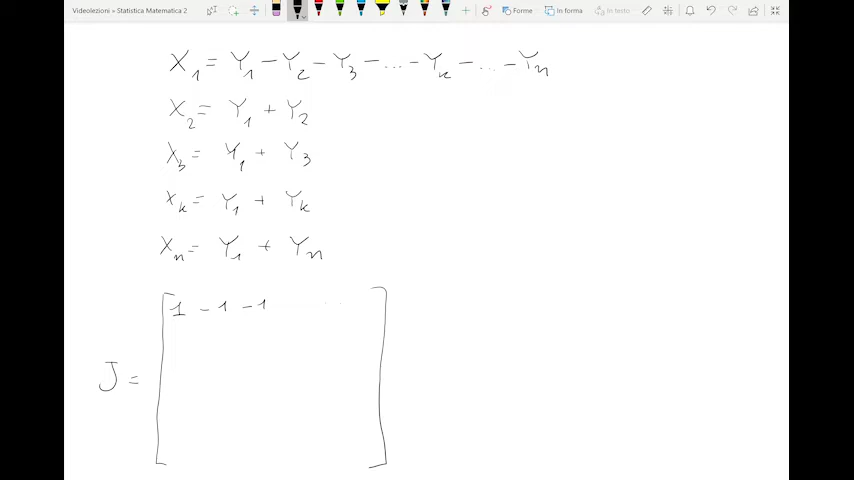 Videolezioni » Statistica Matematica 2 Forme In forma In testo
X₁ = Y₁ - Y₂ - Y₃ - ... - Yₖ - ... - Yₙ
X₂ = Y₁ + Y₂
X₃ = Y₁ + Y₃
Xₖ = Y₁ + Yₖ
Xₙ = Y₁ + Yₙ
1 - 1 - 1 ...
J =